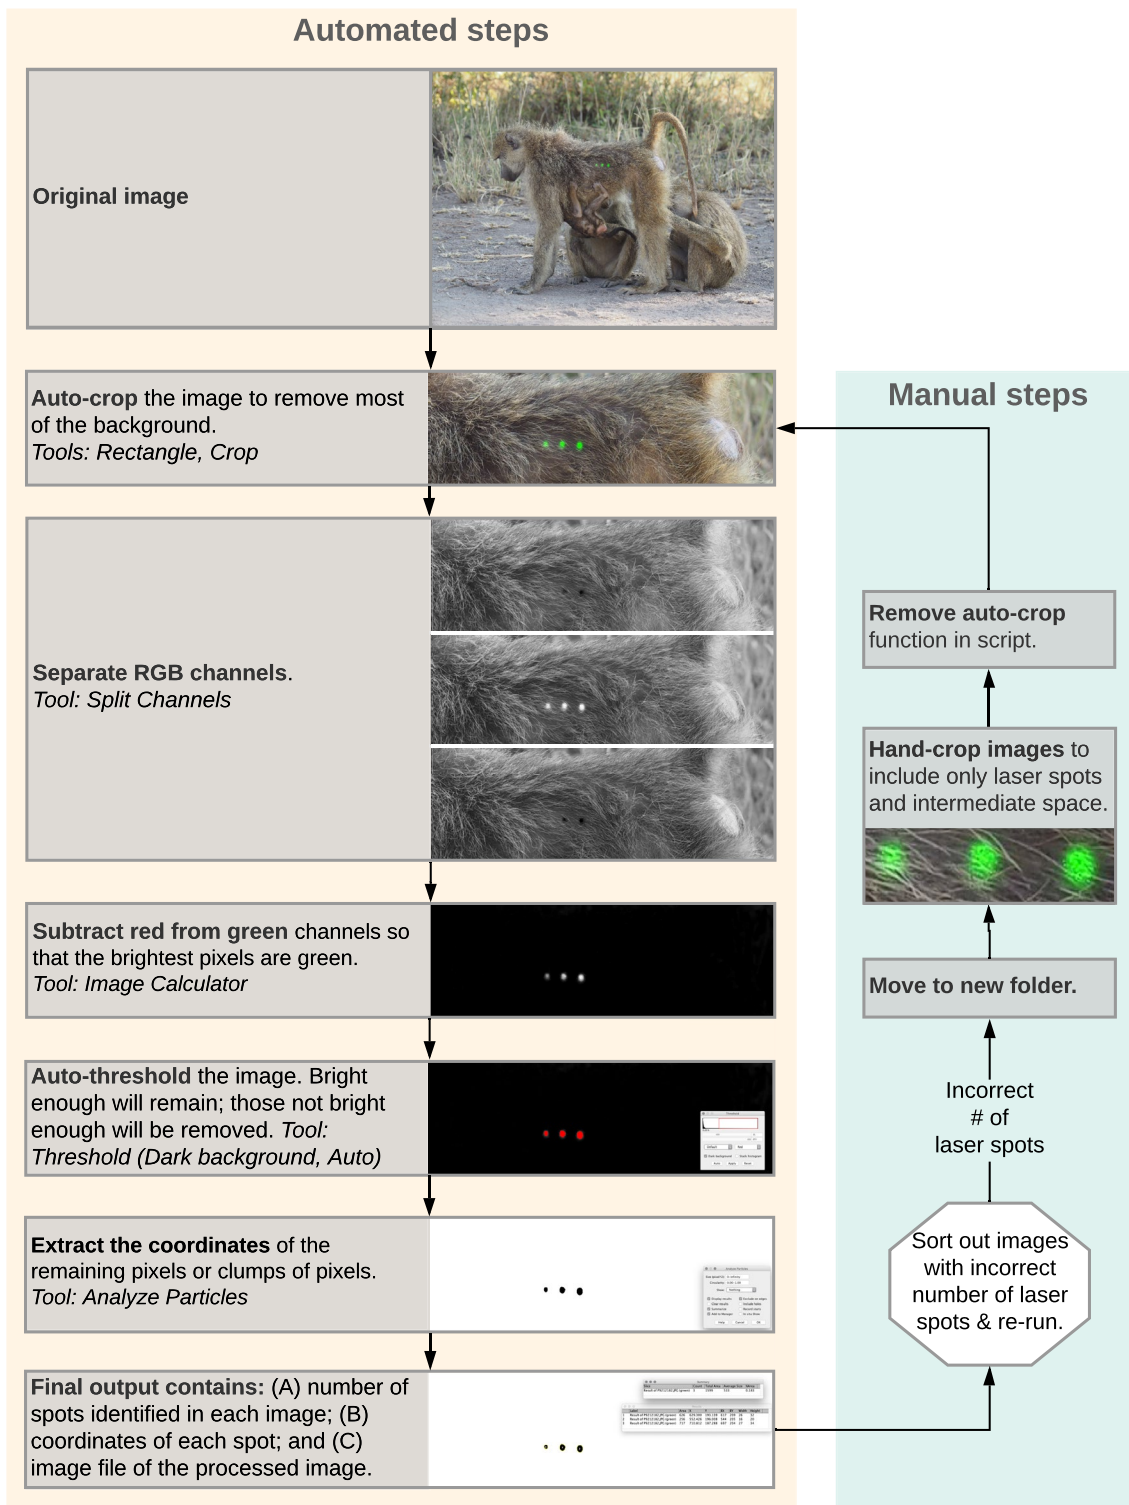 Automated steps
Original image
Auto-crop the image to remove most
of the background.
Tools: Rectangle, Crop
Separate RGB channels.
Tool: Split Channels
Subtract red from green channels so
that the brightest pixels are green.
Tool: Image Calculator
Auto-threshold the image. Bright
enough will remain; those not bright
enough will be removed. Tool:
Threshold (Dark background, Auto)
Extract the coordinates of the
remaining pixels or clumps of pixels.
Tool: Analyze Particles
Final output contains: (A) number of
spots identified in each image; (B)
coordinates of each spot; and (C)
image file of the processed image.
Manual steps
Remove auto-crop
function in script.
Hand-crop images to
include only laser spots
and intermediate space.
Move to new folder.
Incorrect
# of
laser spots
Sort out images
with incorrect
number of laser
spots & re-run.